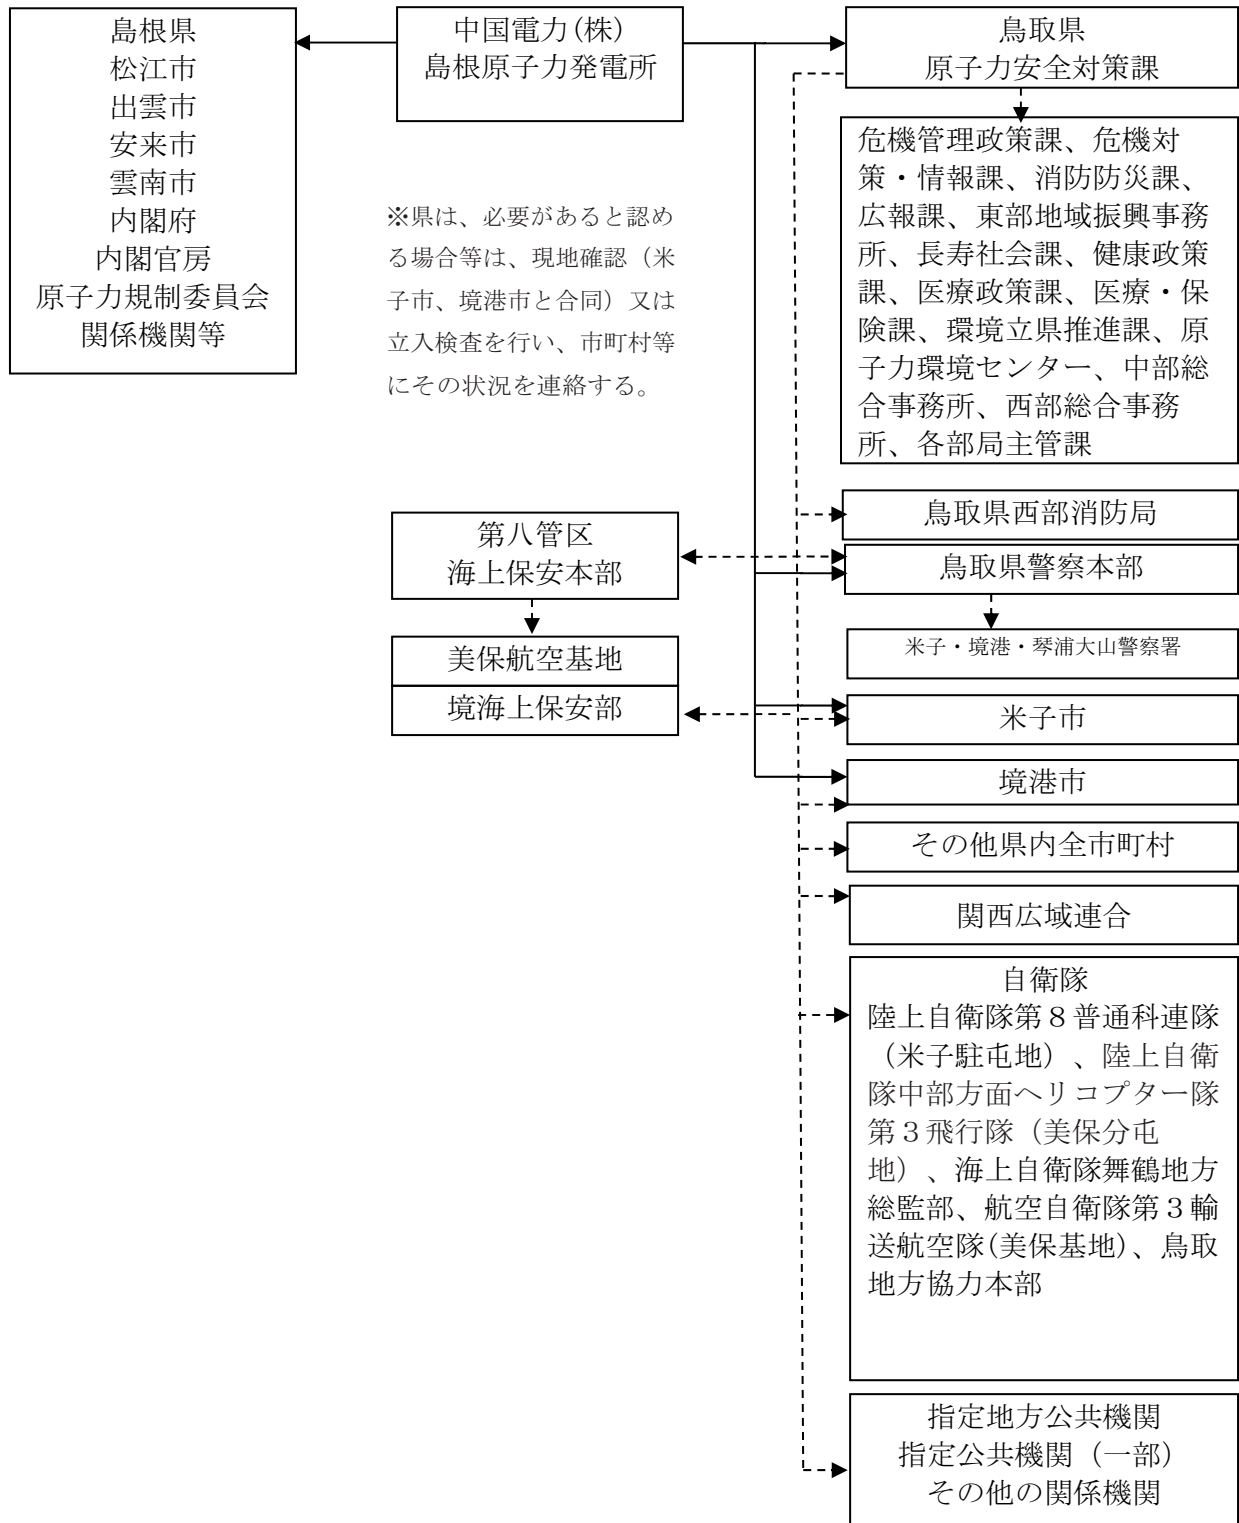 島根県
松江市
出雲市
安来市
雲南市
内閣府
内閣官房
原子力規制委員会
関係機関等
中国電力(株)
島根原子力発電所
鳥取県
原子力安全対策課
危機管理政策課、危機対
策・情報課、消防防災課、
広報課、東部地域振興事務
所、長寿社会課、健康政策
課、医療政策課、医療・保
険課、環境立県推進課、原
子力環境センター、中部総
合事務所、西部総合事務
所、各部局主管課
※県は、必要があると認め
る場合等は、現地確認（米
子市、境港市と合同）又は
立入検査を行い、市町村等
にその状況を連絡する。
鳥取県西部消防局
第八管区
海上保安本部
鳥取県警察本部
米子・境港・琴浦大山警察署
美保航空基地
境海上保安部
米子市
境港市
その他県内全市町村
関西広域連合
自衛隊
陸上自衛隊第８普通科連隊
（米子駐屯地）、陸上自衛
隊中部方面ヘリコプター隊
第３飛行隊（美保分屯
地）、海上自衛隊舞鶴地方
総監部、航空自衛隊第３輸
送航空隊(美保基地)、鳥取
地方協力本部
指定地方公共機関
指定公共機関（一部）
その他の関係機関